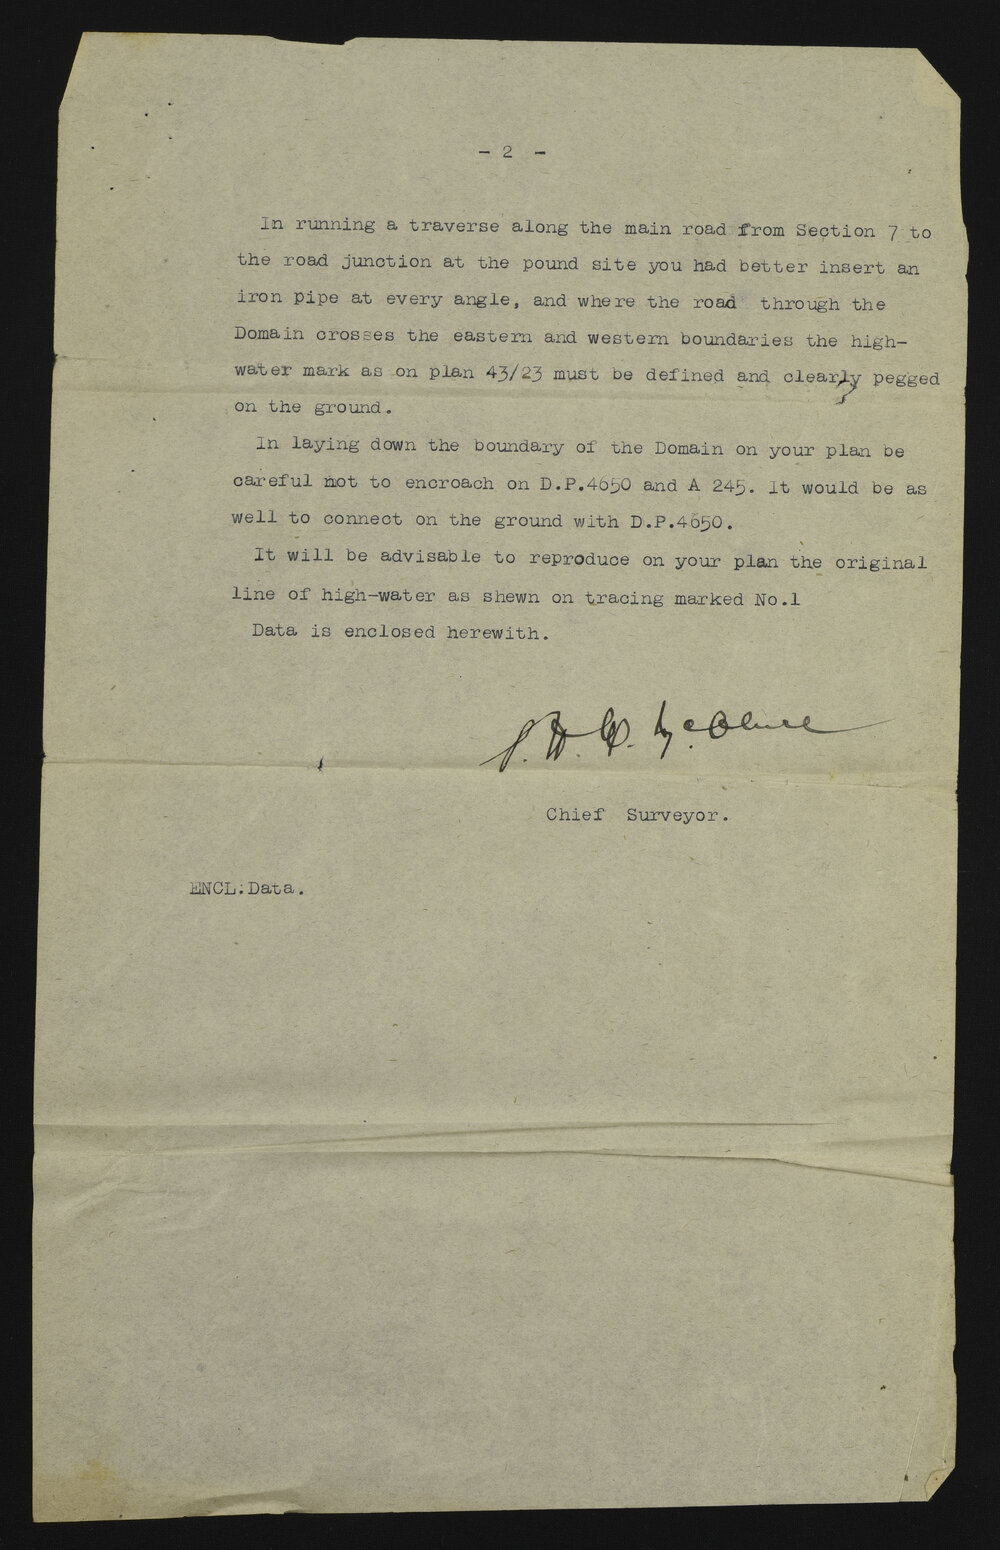 - 2 -
In running a traverse along the main road from Section 7 to
the road junction at the pound site you had better insert an
iron pipe at every angle, and where the road through the
Domain crosses the eastern and western boundaries the high-
water mark as on plan 43/23 must be defined and clearly pegged
on the ground.
In laying down the boundary of the Domain on your plan be
careful not to encroach on D.P.4650 and A 245. It would be as
well to connect on the ground with D.P.4650.
It will be advisable to reproduce on your plan the original
line of high-water as shewn on tracing marked No.1
Data is enclosed herewith.
Chief Surveyor.
ENCL:Data.